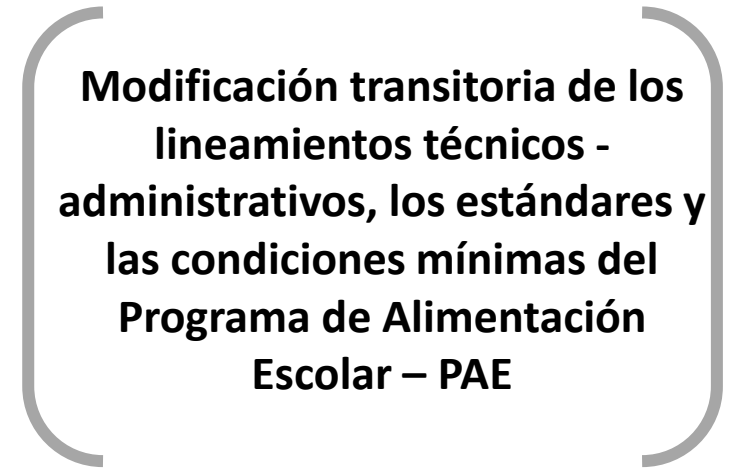 Modificación transitoria de los
lineamientos técnicos -
administrativos, los estándares y
las condiciones mínimas del
Programa de Alimentación
Escolar – PAE